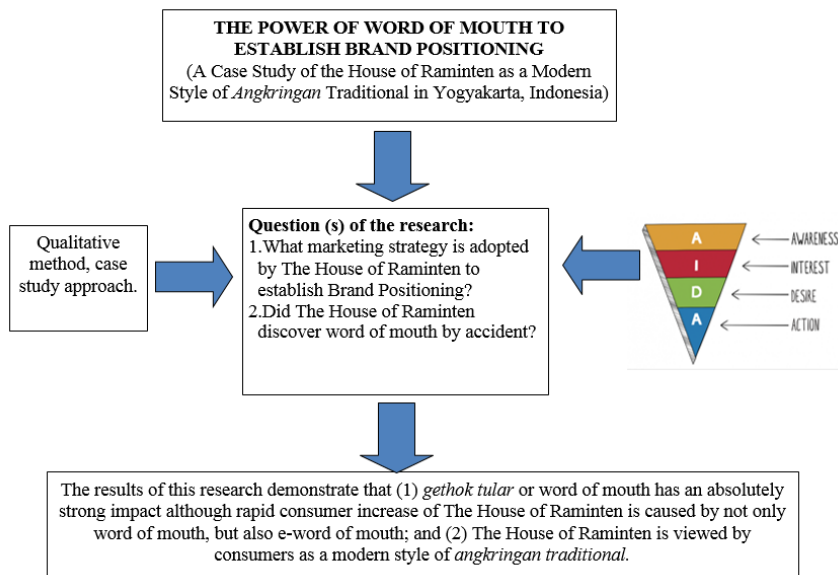 THE POWER OF WORD OF MOUTH TO
ESTABLISH BRAND POSITIONING
(A Case Study of the House of Raminten as a Modern
Style of Angkringan Traditional in Yogyakarta, Indonesia)
Qualitative
method, case
study approach.
Question (s) of the research:
1.What marketing strategy is adopted
by The House of Raminten to
establish Brand Positioning?
2.Did The House of Raminten
discover word of mouth by accident?
A AWARENESS
I INTEREST
D DESIRE
A ACTION
The results of this research demonstrate that (1) gethok tular or word of mouth has an absolutely
strong impact although rapid consumer increase of The House of Raminten is caused by not only
word of mouth, but also e-word of mouth; and (2) The House of Raminten is viewed by
consumers as a modern style of angkringan traditional.